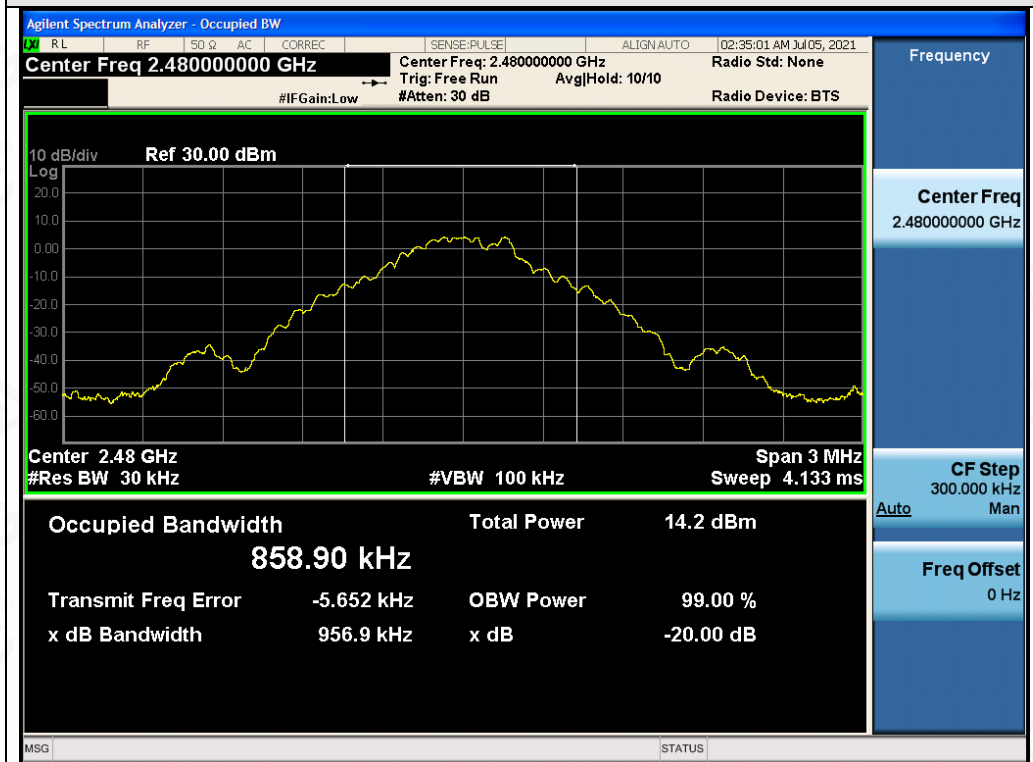 Agilent Spectrum Analyzer - Occupied BW
LXI RL RF 50 Ω AC CORREC SENSE:PULSE ALIGN AUTO 02:35:01 AM Jul 05, 2021
Center Freq 2.480000000 GHz
Center Freq: 2.480000000 GHz
Radio Std: None
Trig: Free Run Avg|Hold: 10/10
#IFGain:Low #Atten: 30 dB Radio Device: BTS
10 dB/div Ref 30.00 dBm
Log
20.0
10.0
0.00
-10.0
-20.0
-30.0
-40.0
-50.0
-60.0
Center 2.48 GHz Span 3 MHz
#Res BW 30 kHz #VBW 100 kHz Sweep 4.133 ms
Occupied Bandwidth Total Power 14.2 dBm
858.90 kHz
Transmit Freq Error -5.652 kHz OBW Power 99.00 %
x dB Bandwidth 956.9 kHz x dB -20.00 dB
MSG STATUS
Frequency
Center Freq
2.480000000 GHz
CF Step
300.000 kHz
Auto Man
Freq Offset
0 Hz